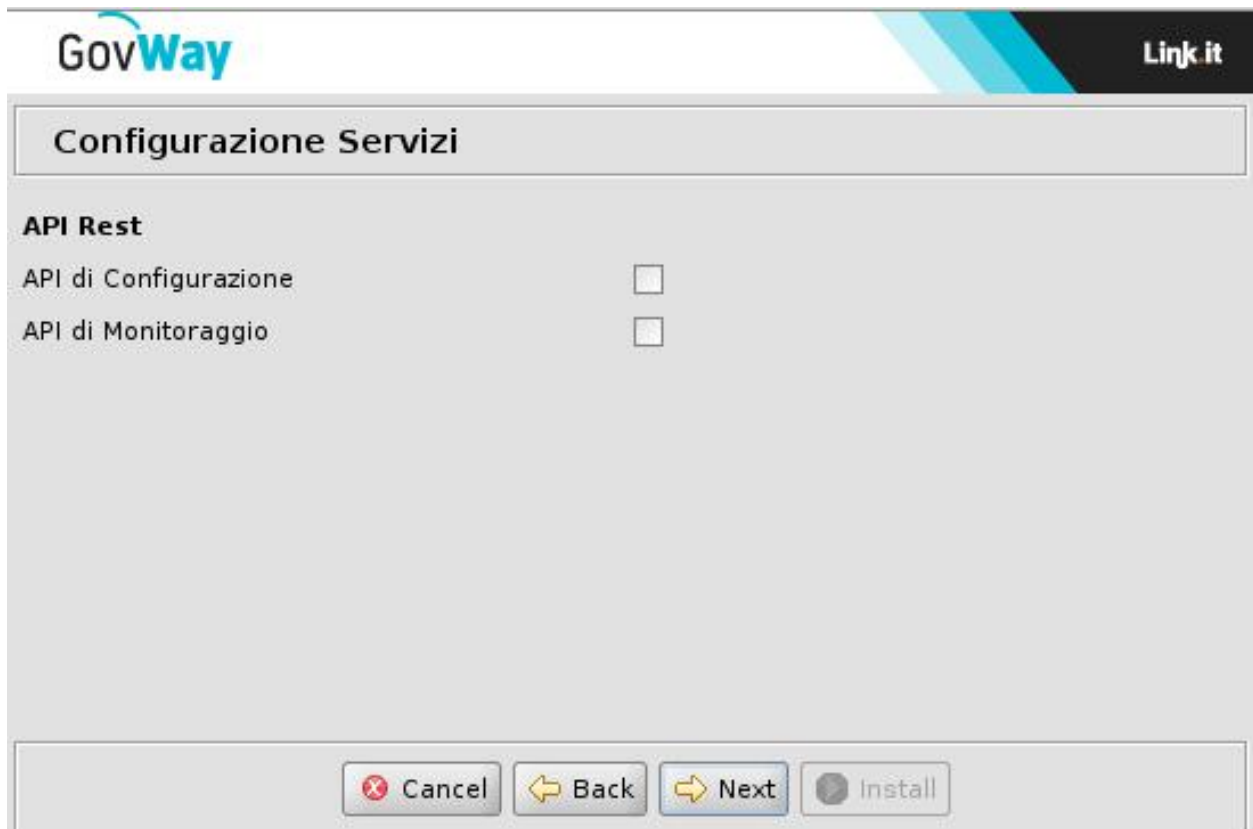 GovWay
Link.it
Configurazione Servizi
API Rest
API di Configurazione
API di Monitoraggio
Cancel Back Next Install